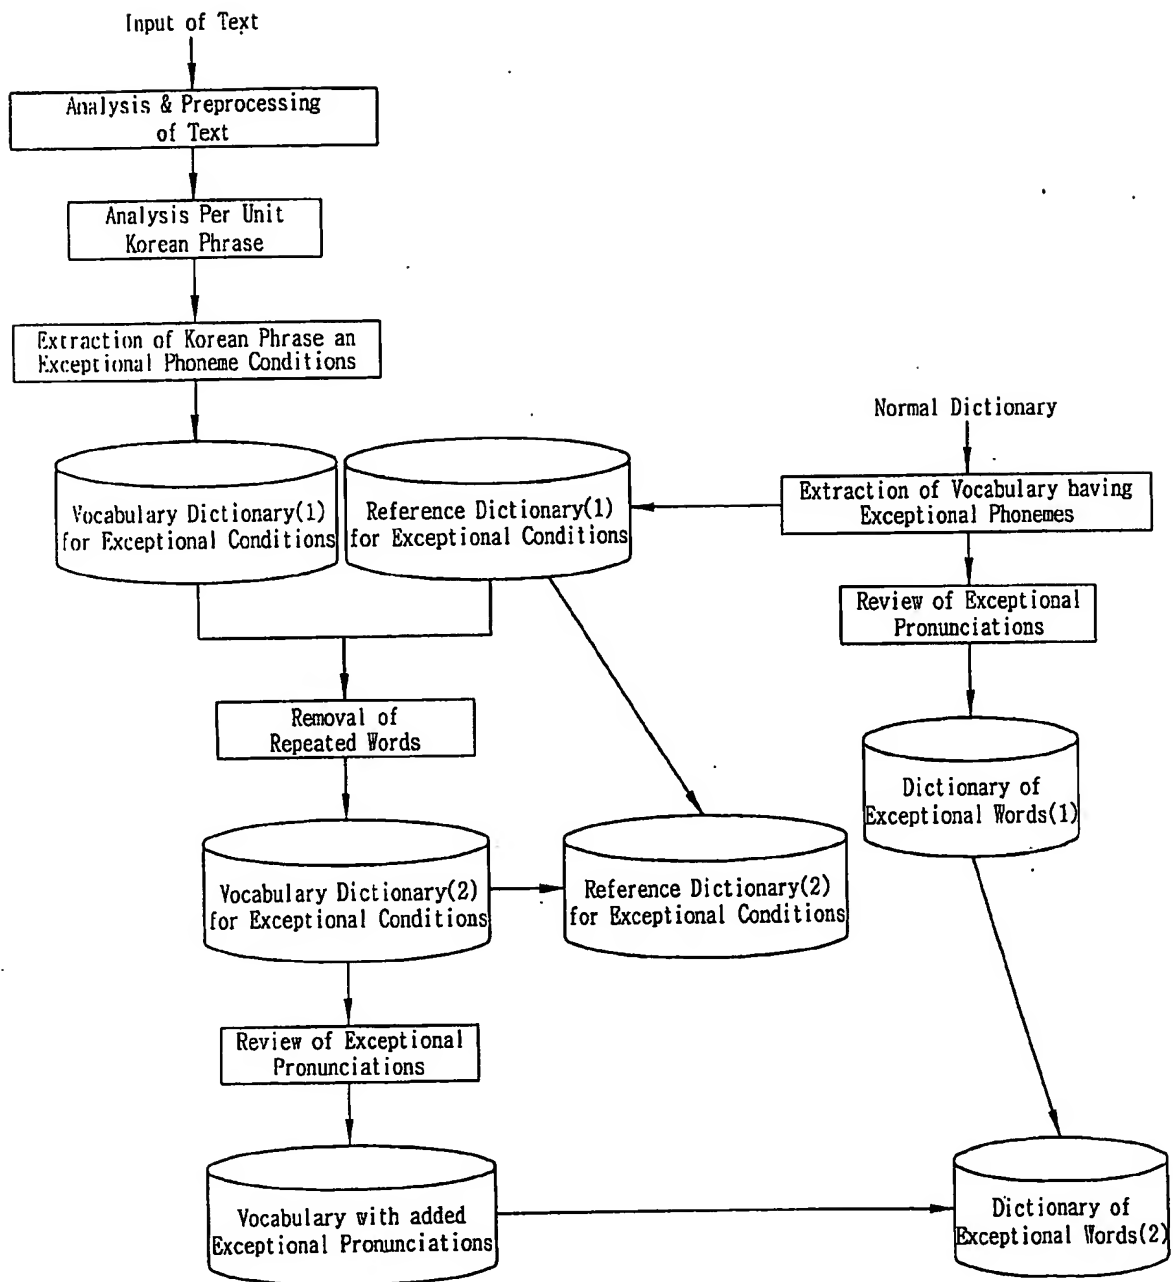 Input of Text
Analysis & Preprocessing
of Text
Analysis Per Unit
Korean Phrase
Extraction of Korean Phrase an
Exceptional Phoneme Conditions
Normal Dictionary
Vocabulary Dictionary(1)
for Exceptional Conditions
Reference Dictionary(1)
for Exceptional Conditions
Extraction of Vocabulary having
Exceptional Phonemes
Review of Exceptional
Pronunciations
Removal of
Repeated Words
Dictionary of
Exceptional Words(1)
Vocabulary Dictionary(2)
for Exceptional Conditions
Reference Dictionary(2)
for Exceptional Conditions
Review of Exceptional
Pronunciations
Vocabulary with added
Exceptional Pronunciations
Dictionary of
Exceptional Words(2)